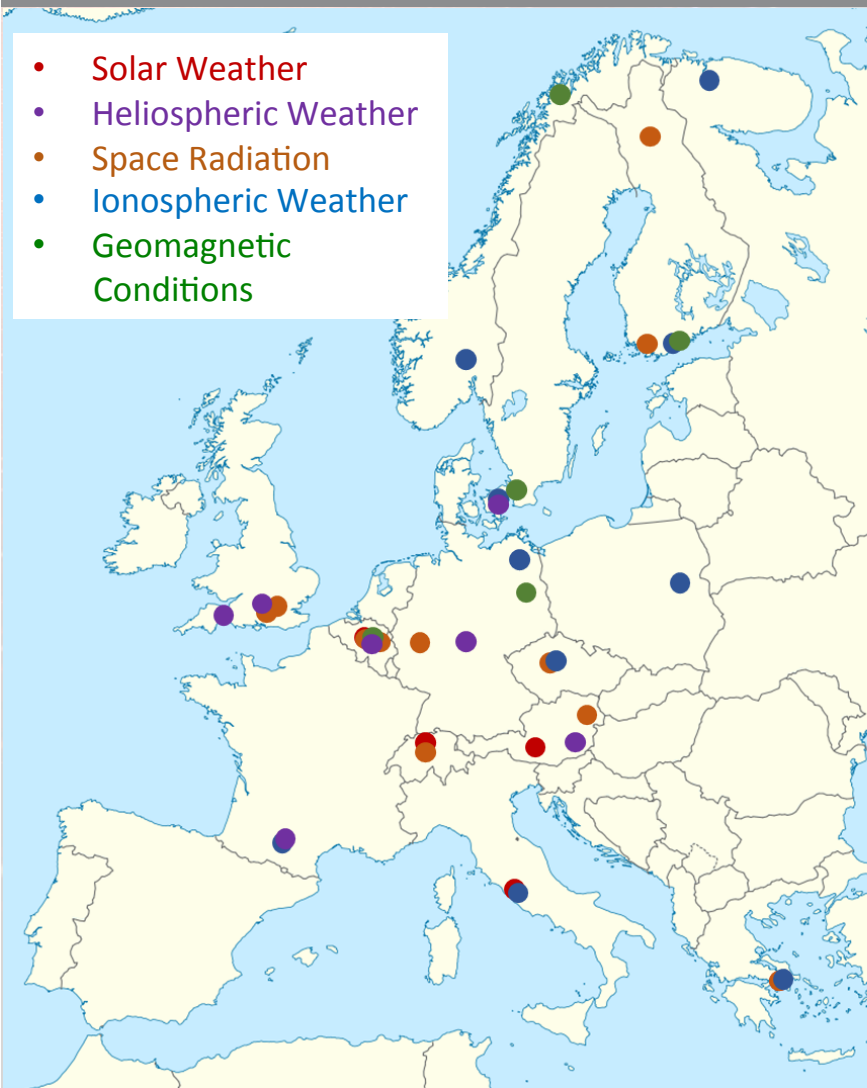 • Solar Weather
• Heliospheric Weather
• Space Radiation
• Ionospheric Weather
• Geomagnetic
Conditions